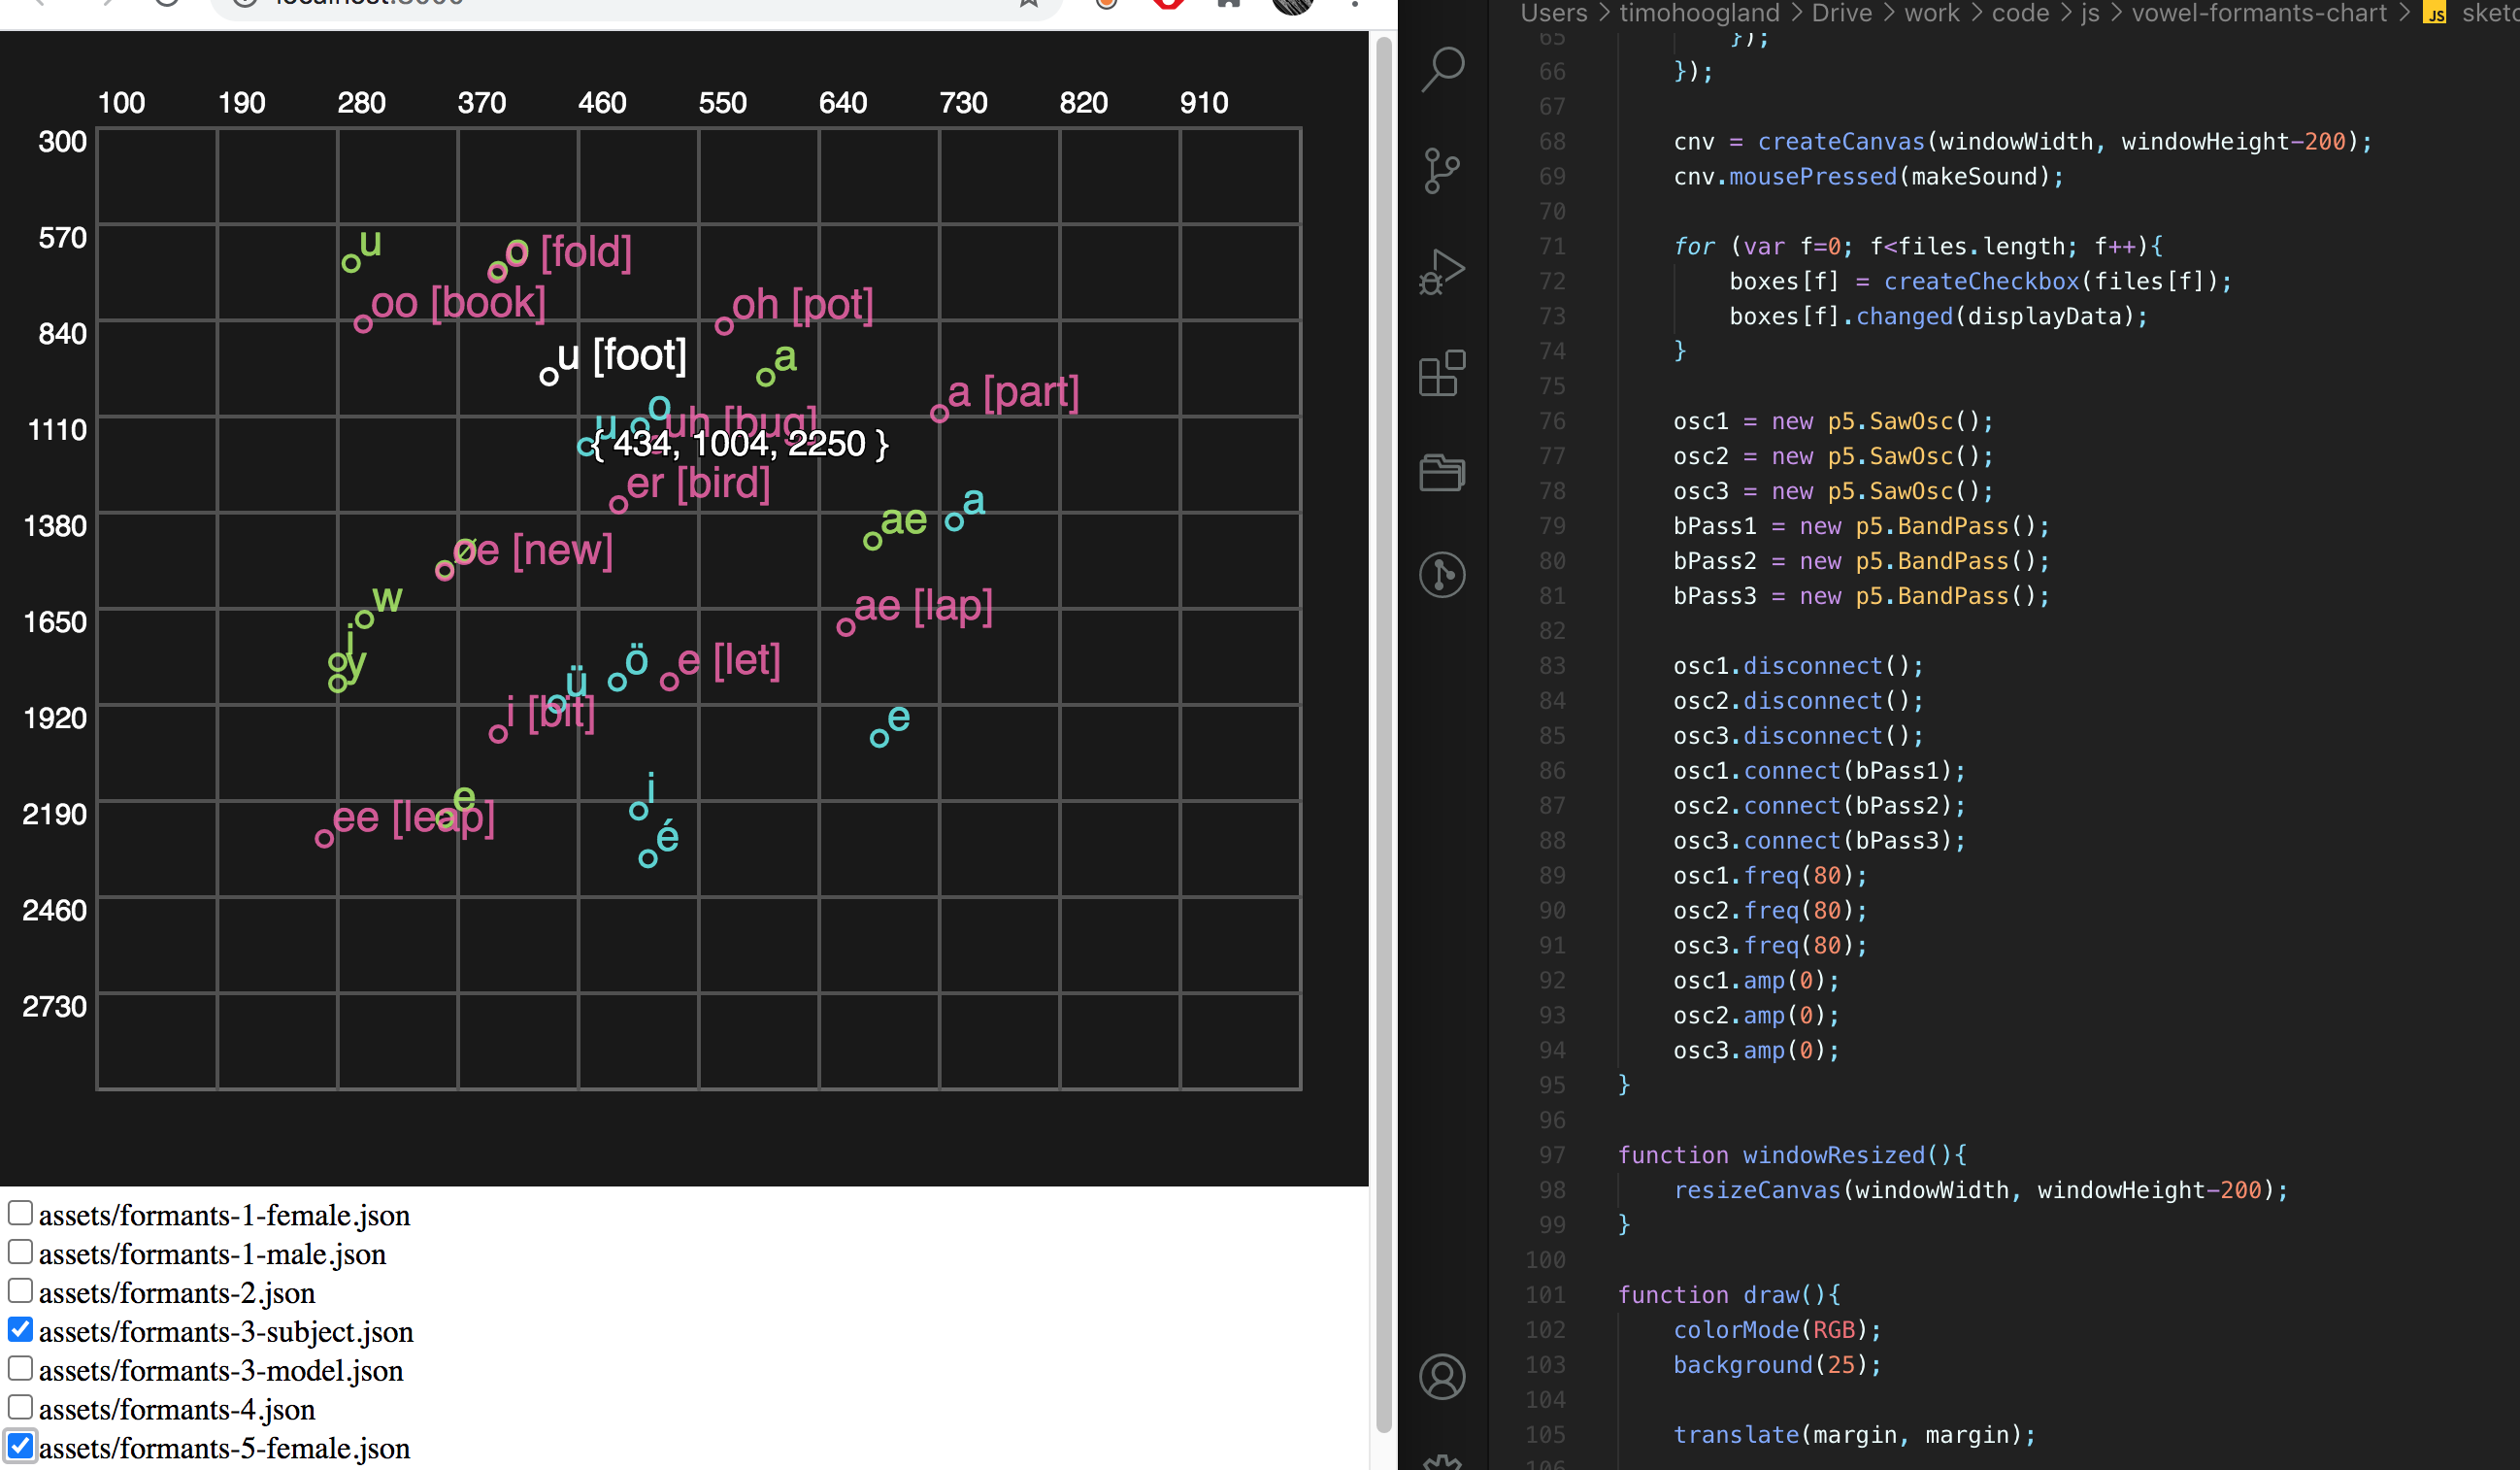 100 190 280 370 460 550 640 730 820 910
300
570
840
1110
1380
1650
1920
2190
2460
2730
u
o [fold]
oo [book]
oh [pot]
u [foot]
a
a [part]
o
u
uh [bug]
{ 434, 1004, 2250 }
er [bird]
a
ae
ø
e [new]
w
ae [lap]
j
y
ö
e [let]
ü
i [bit]
e
i
e
ee [leap]
é
assets/formants-1-female.json
assets/formants-1-male.json
assets/formants-2.json
assets/formants-3-subject.json
assets/formants-3-model.json
assets/formants-4.json
assets/formants-5-female.json
Users > timohoogland > Drive > work > code > js > vowel-formants-chart > JS
65 });
66 });
67
68 cnv = createCanvas(windowWidth, windowHeight-200);
69 cnv.mousePressed(makeSound);
70
71 for (var f=0; f<files.length; f++){
72 boxes[f] = createCheckbox(files[f]);
73 boxes[f].changed(displayData);
74 }
75
76 osc1 = new p5.SawOsc();
77 osc2 = new p5.SawOsc();
78 osc3 = new p5.SawOsc();
79 bPass1 = new p5.BandPass();
80 bPass2 = new p5.BandPass();
81 bPass3 = new p5.BandPass();
82
83 osc1.disconnect();
84 osc2.disconnect();
85 osc3.disconnect();
86 osc1.connect(bPass1);
87 osc2.connect(bPass2);
88 osc3.connect(bPass3);
89 osc1.freq(80);
90 osc2.freq(80);
91 osc3.freq(80);
92 osc1.amp(0);
93 osc2.amp(0);
94 osc3.amp(0);
95 }
96
97 function windowResized(){
98 resizeCanvas(windowWidth, windowHeight-200);
99 }
100
101 function draw(){
102 colorMode(RGB);
103 background(25);
104
105 translate(margin, margin);